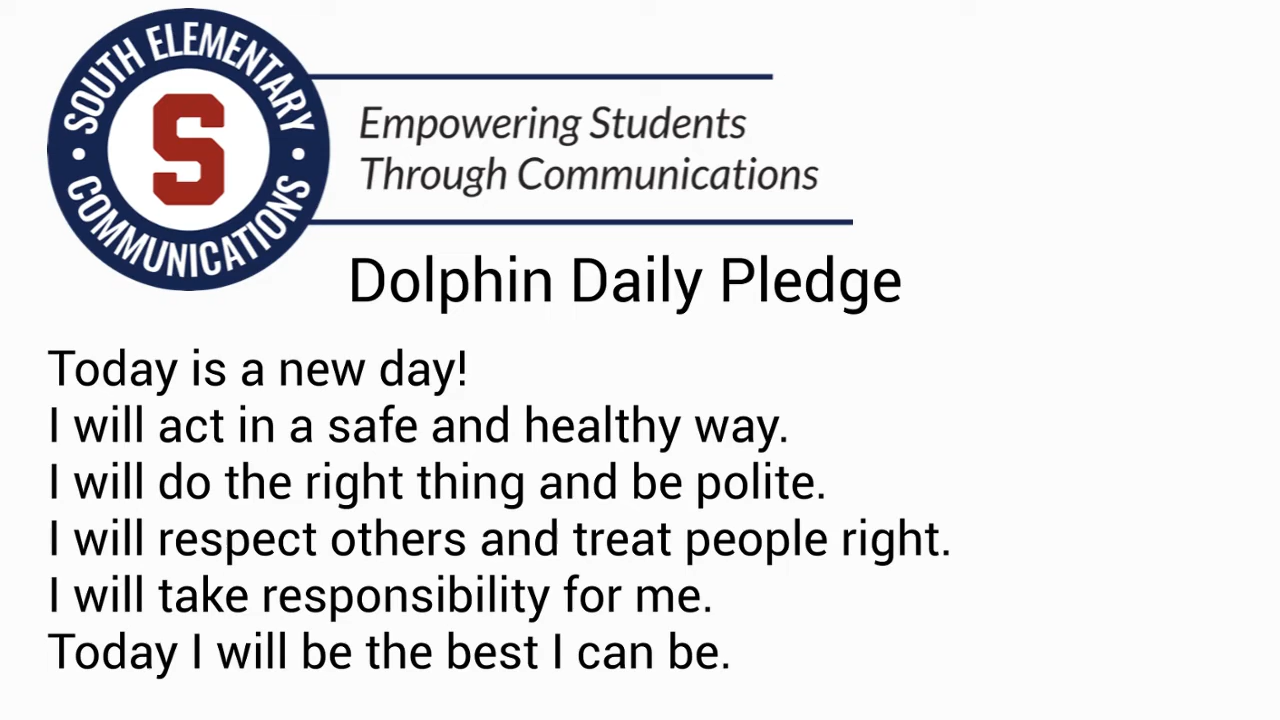 SOUTH ELEMENTARY
S
COMMUNICATIONS
Empowering Students
Through Communications
Dolphin Daily Pledge
Today is a new day!
I will act in a safe and healthy way.
I will do the right thing and be polite.
I will respect others and treat people right.
I will take responsibility for me.
Today I will be the best I can be.